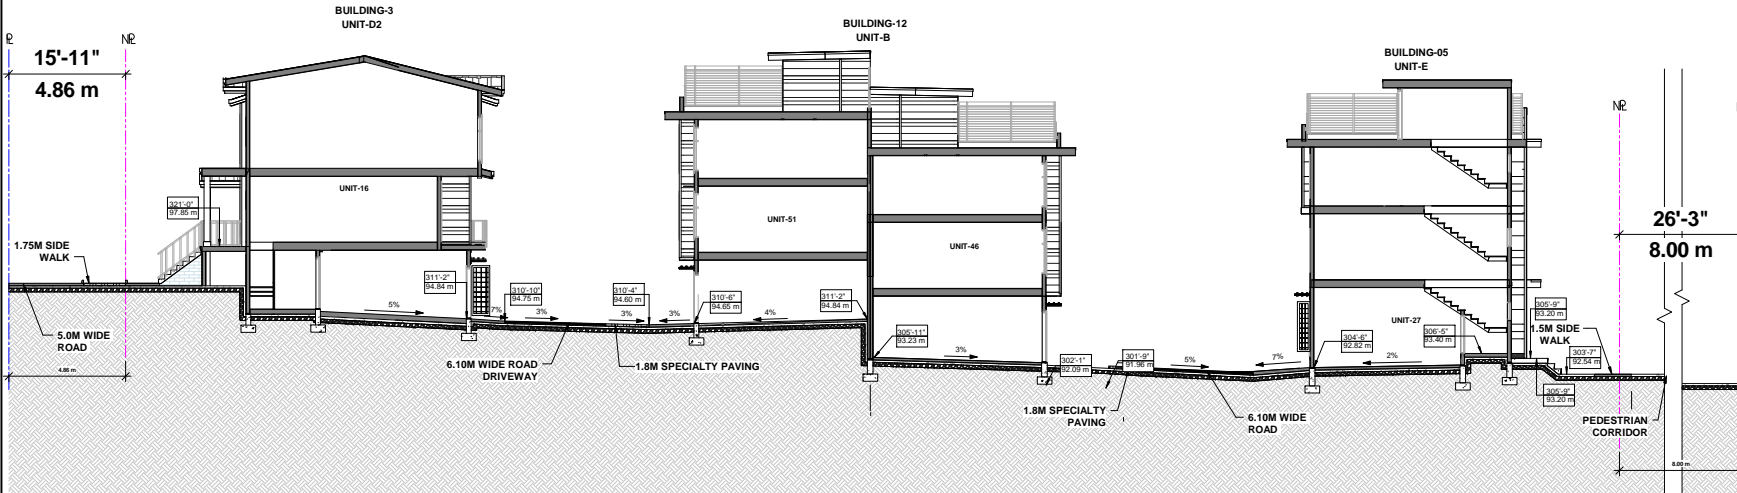 BUILDING-3
UNIT-D2
BUILDING-12
UNIT-B
BUILDING-05
UNIT-E
PL
NPL
15'-11"
4.86 m
NPL
26'-3"
8.00 m
UNIT-16
UNIT-51
UNIT-46
UNIT-27
321'-0"
97.85 m
1.75M SIDE
WALK
5.0M WIDE
ROAD
4.86 m
5%
311'-2"
94.84 m
7%
310'-10"
94.75 m
3%
310'-4"
94.60 m
3%
3%
310'-6"
94.65 m
4%
311'-2"
94.84 m
6.10M WIDE ROAD
DRIVEWAY
1.8M SPECIALTY PAVING
305'-11"
93.23 m
3%
302'-1"
92.09 m
301'-9"
91.96 m
5%
7%
304'-6"
92.82 m
2%
306'-5"
93.40 m
305'-9"
93.20 m
1.5M SIDE
WALK
303'-7"
92.54 m
305'-9"
93.20 m
1.8M SPECIALTY
PAVING
6.10M WIDE
ROAD
PEDESTRIAN
CORRIDOR
8.00 m